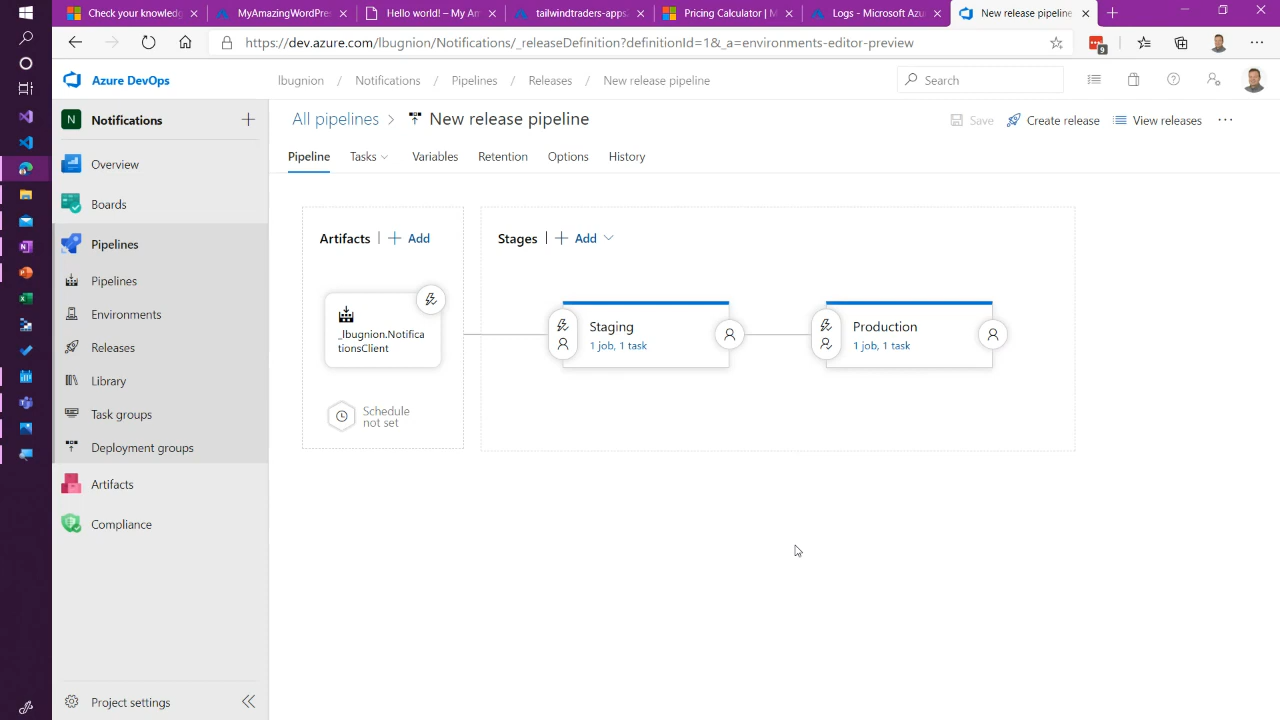 Check your knowledg
MyAmazingWordPres
Hello world! – My Am
tailwindtraders-apps.
Pricing Calculator | M
Logs - Microsoft Azu
New release pipeline
https://dev.azure.com/lbugnion/Notifications/_releaseDefinition?definitionId=1&_a=environments-editor-preview
9
Azure DevOps
lbugnion / Notifications / Pipelines / Releases / New release pipeline
Search
N Notifications
Overview
Boards
Pipelines
Pipelines
Environments
Releases
Library
Task groups
Deployment groups
Artifacts
Compliance
Project settings
All pipelines > New release pipeline
Save Create release View releases
Pipeline Tasks Variables Retention Options History
Artifacts | + Add
_lbugnion.Notifica
tionsClient
Schedule
not set
Stages | + Add
Staging
1 job, 1 task
Production
1 job, 1 task